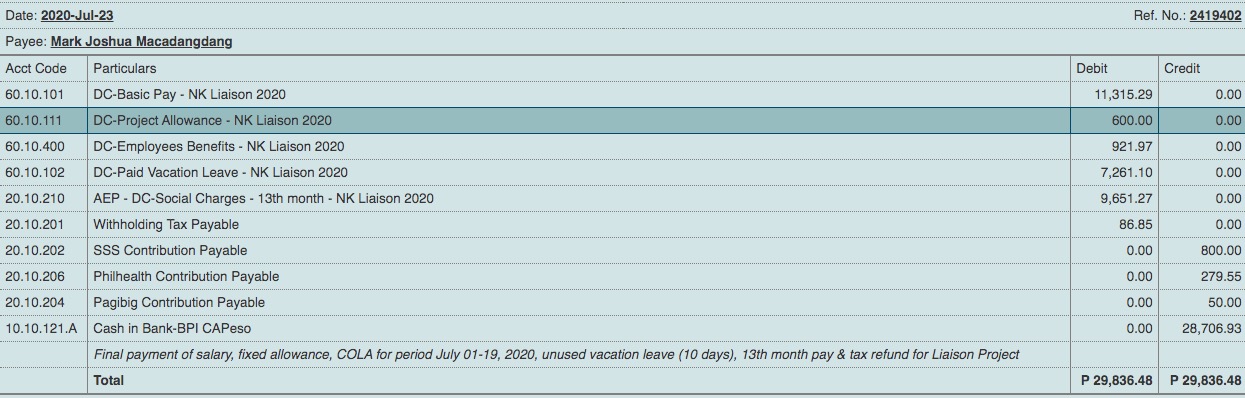 Date: 2020-Jul-23 Ref. No.: 2419402
Payee: Mark Joshua Macadangdang
Acct Code Particulars Debit Credit
60.10.101 DC-Basic Pay - NK Liaison 2020 11,315.29 0.00
60.10.111 DC-Project Allowance - NK Liaison 2020 600.00 0.00
60.10.400 DC-Employees Benefits - NK Liaison 2020 921.97 0.00
60.10.102 DC-Paid Vacation Leave - NK Liaison 2020 7,261.10 0.00
20.10.210 AEP - DC-Social Charges - 13th month - NK Liaison 2020 9,651.27 0.00
20.10.201 Withholding Tax Payable 86.85 0.00
20.10.202 SSS Contribution Payable 0.00 800.00
20.10.206 Philhealth Contribution Payable 0.00 279.55
20.10.204 Pagibig Contribution Payable 0.00 50.00
10.10.121.A Cash in Bank-BPI CAPeso 0.00 28,706.93
Final payment of salary, fixed allowance, COLA for period July 01-19, 2020, unused vacation leave (10 days), 13th month pay & tax refund for Liaison Project
Total P 29,836.48 P 29,836.48